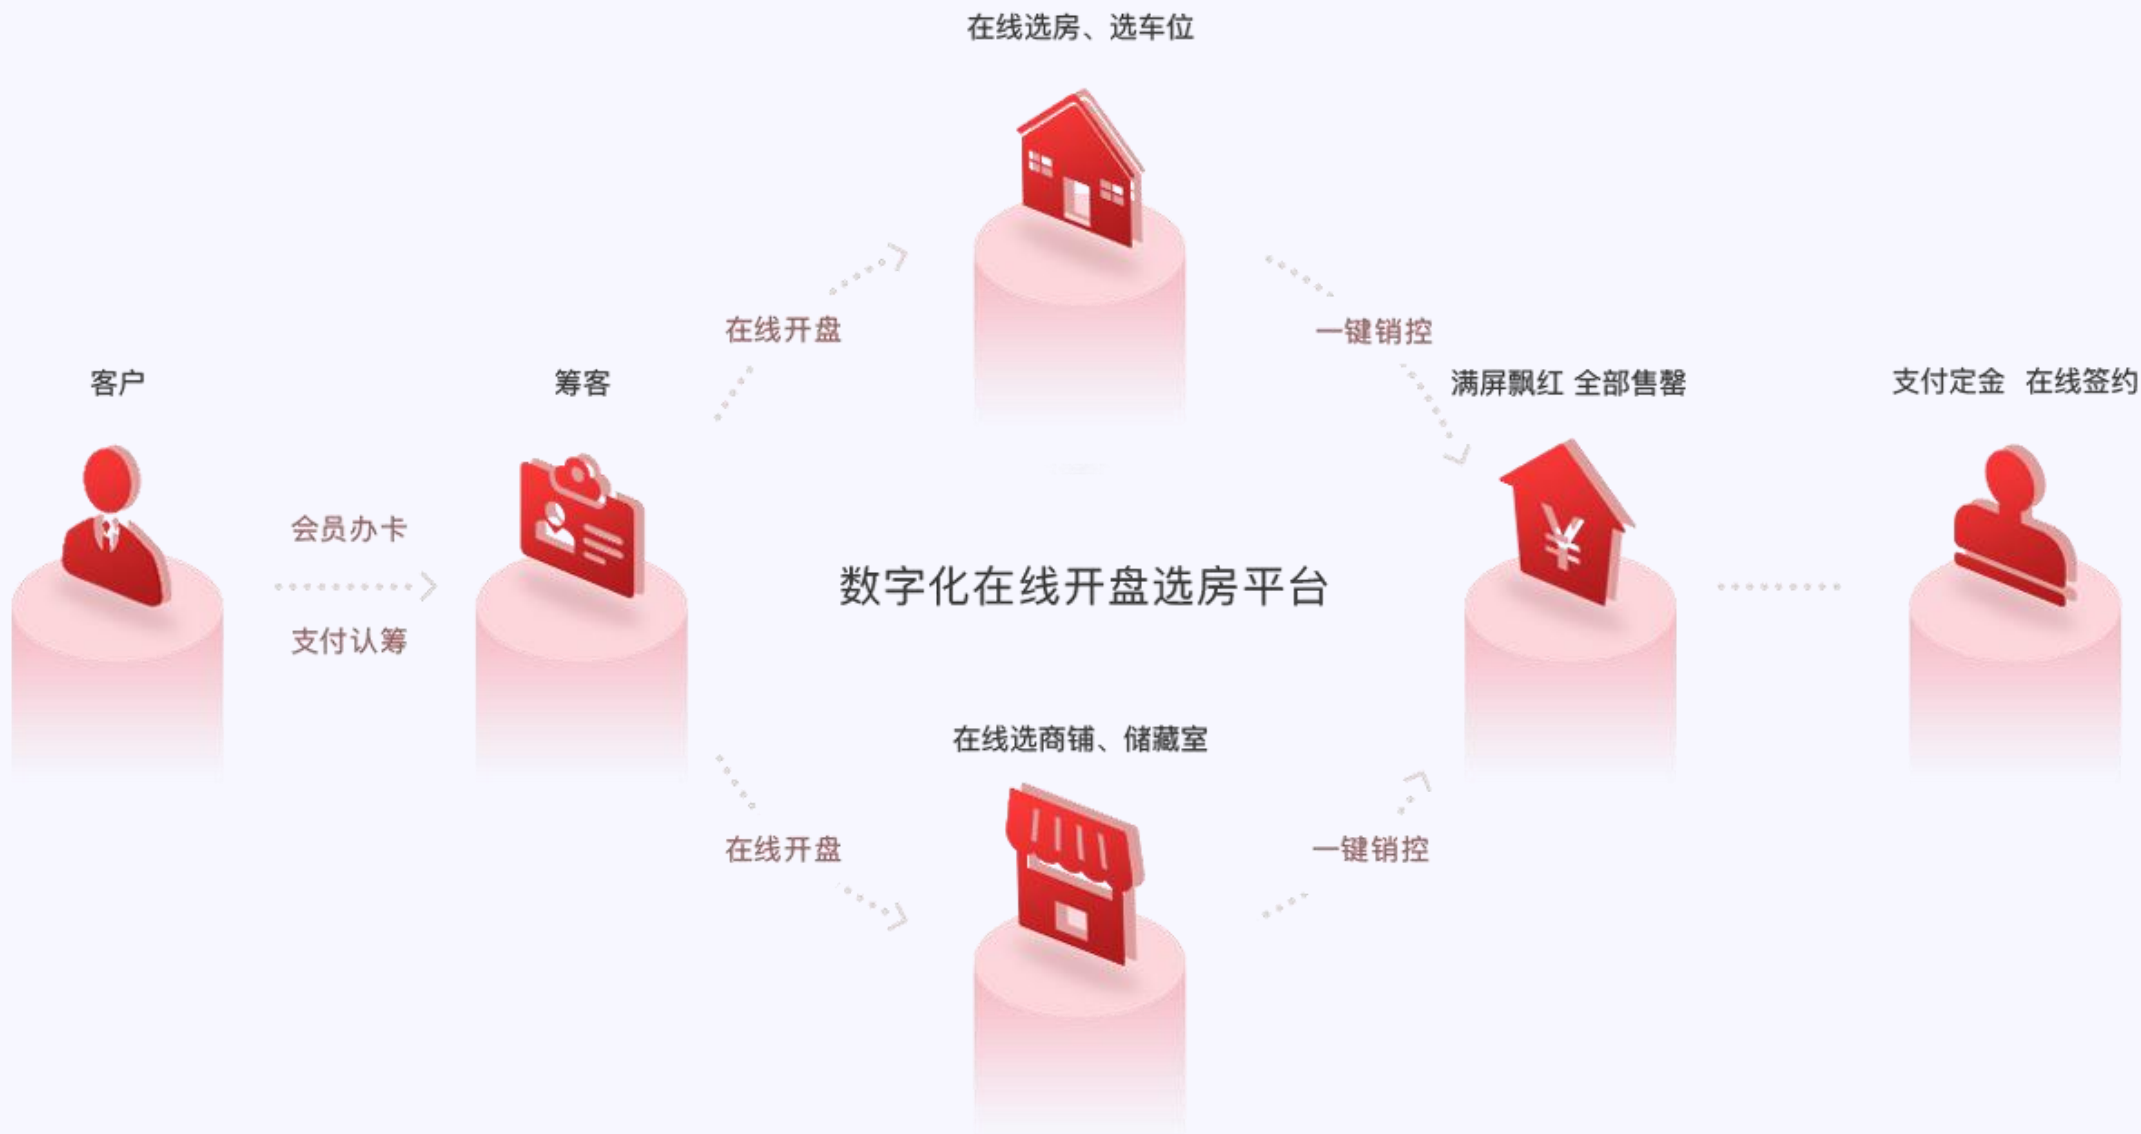 在线选房、选车位
在线开盘
一键销控
客户
筹客
满屏飘红 全部售罄
支付定金 在线签约
会员办卡
支付认筹
数字化在线开盘选房平台
在线选商铺、储藏室
在线开盘
一键销控
¥